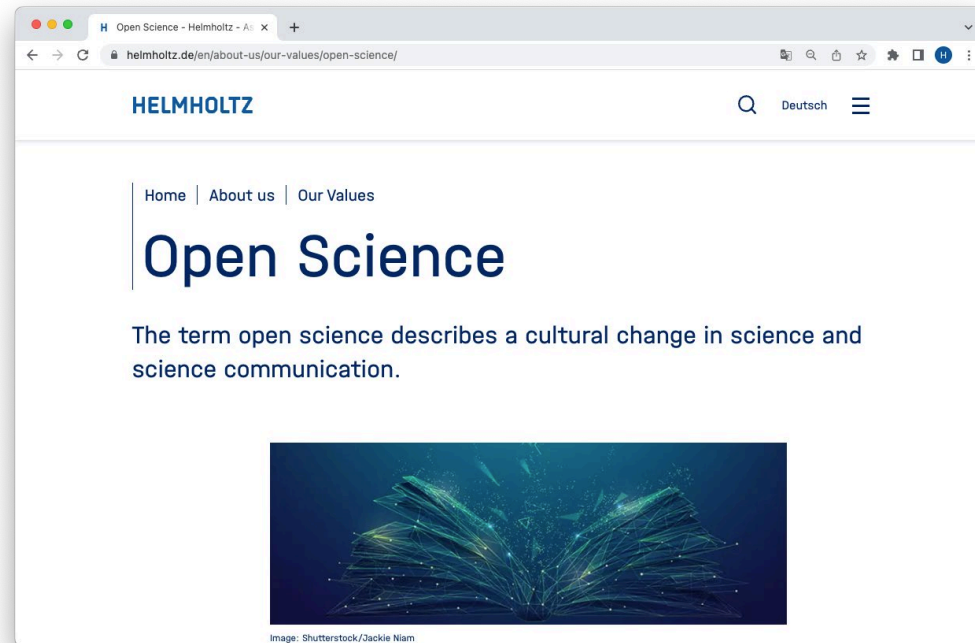 H Open Science - Helmholtz - As
helmholtz.de/en/about-us/our-values/open-science/
H
HELMHOLTZ
Deutsch
Home | About us | Our Values
Open Science
The term open science describes a cultural change in science and
science communication.
Image: Shutterstock/Jackie Niam